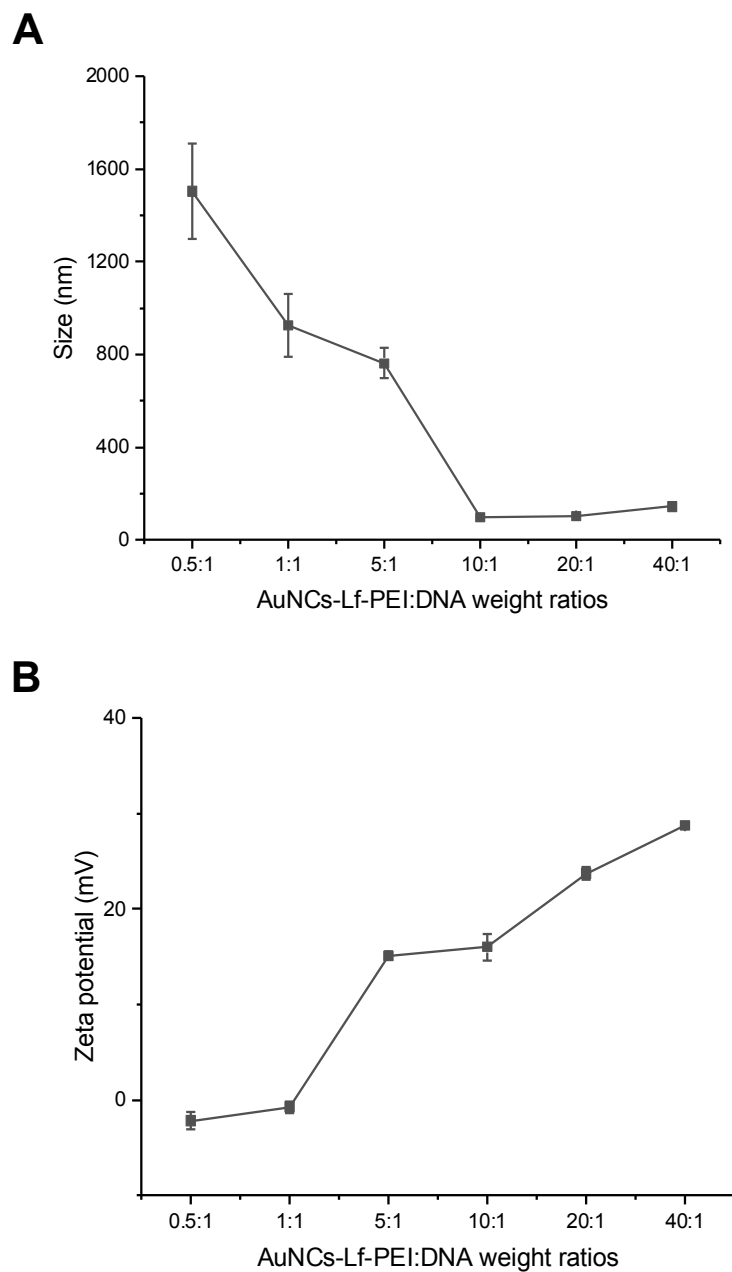 A
2000
1600
1200
800
400
0
Size (nm)
0.5:1 1:1 5:1 10:1 20:1 40:1
AuNCs-Lf-PEI:DNA weight ratios
B
40
20
0
Zeta potential (mV)
0.5:1 1:1 5:1 10:1 20:1 40:1
AuNCs-Lf-PEI:DNA weight ratios